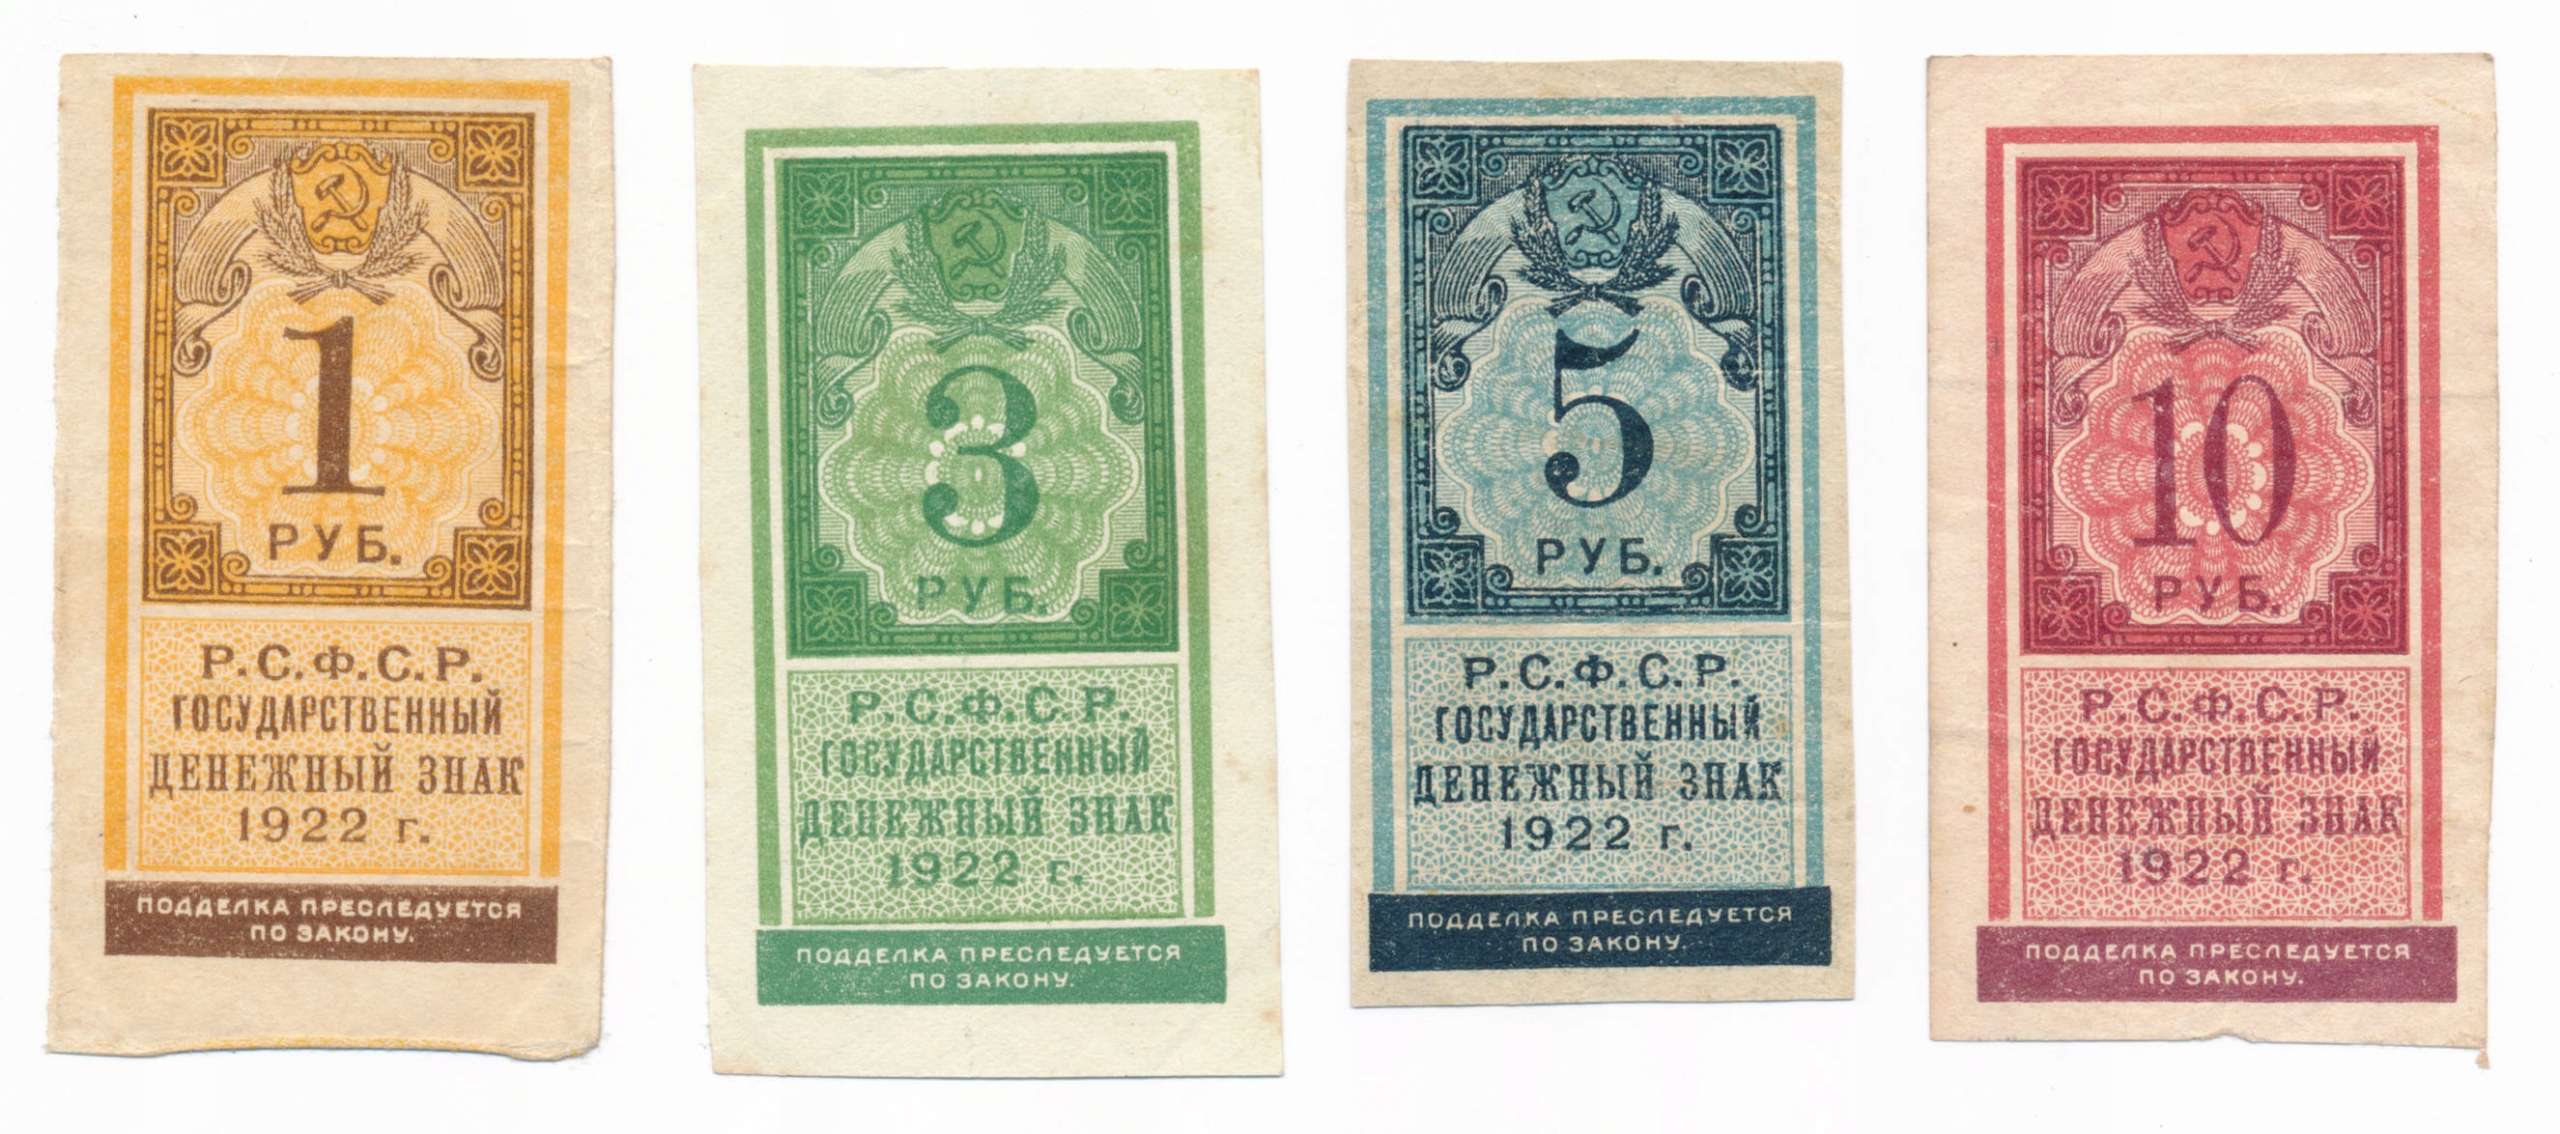 1
РУБ.
Р.С.Ф.С.Р.
ГОСУДАРСТВЕННЫЙ
ДЕНЕЖНЫЙ ЗНАК
1922 г.
ПОДДЕЛКА ПРЕСЛЕДУЕТСЯ
ПО ЗАКОНУ.
3
РУБ.
Р.С.Ф.С.Р.
ГОСУДАРСТВЕННЫЙ
ДЕНЕЖНЫЙ ЗНАК
1922 г.
ПОДДЕЛКА ПРЕСЛЕДУЕТСЯ
ПО ЗАКОНУ.
5
РУБ.
Р.С.Ф.С.Р.
ГОСУДАРСТВЕННЫЙ
ДЕНЕЖНЫЙ ЗНАК
1922 г.
ПОДДЕЛКА ПРЕСЛЕДУЕТСЯ
ПО ЗАКОНУ.
10
РУБ.
Р.С.Ф.С.Р.
ГОСУДАРСТВЕННЫЙ
ДЕНЕЖНЫЙ ЗНАК
1922 г.
ПОДДЕЛКА ПРЕСЛЕДУЕТСЯ
ПО ЗАКОНУ.